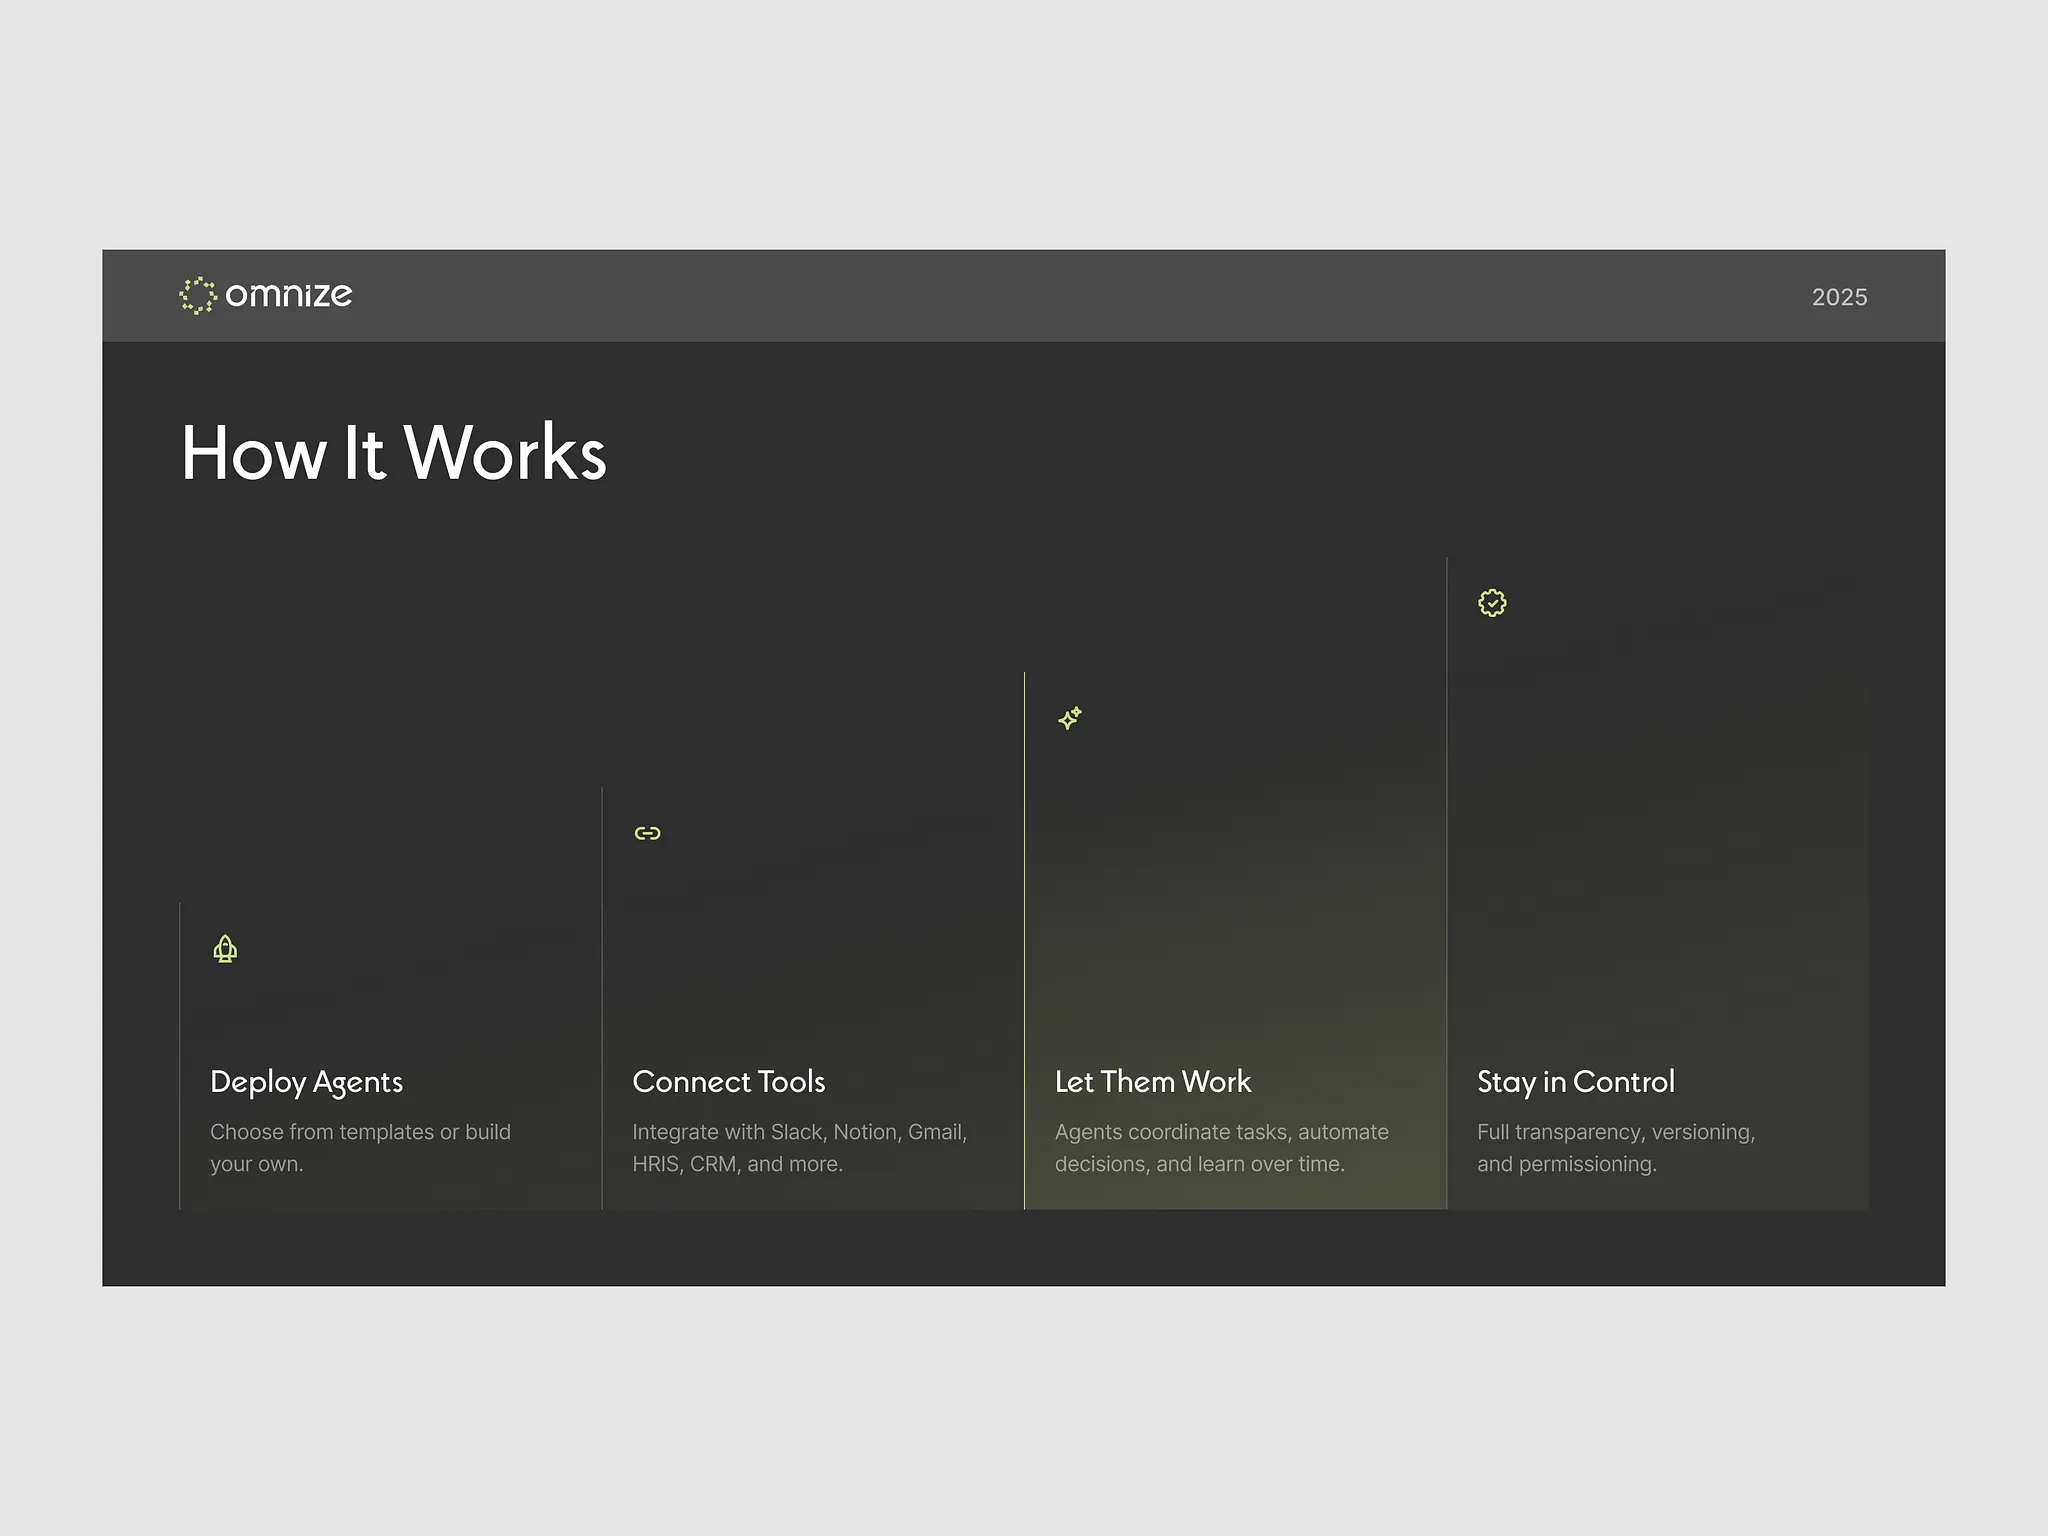 omnize
2025
How It Works
Deploy Agents
Choose from templates or build
your own.
Connect Tools
Integrate with Slack, Notion, Gmail,
HRIS, CRM, and more.
Let Them Work
Agents coordinate tasks, automate
decisions, and learn over time.
Stay in Control
Full transparency, versioning,
and permissioning.